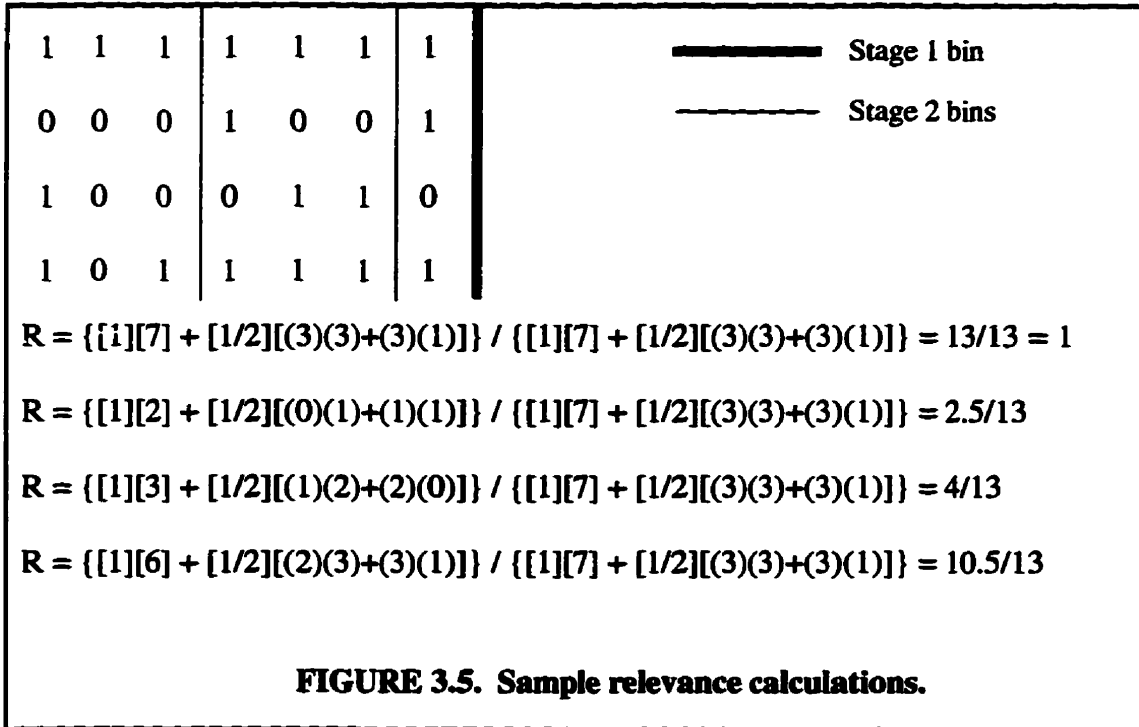 1 1 1 1 1 1 1 Stage 1 bin
0 0 0 1 0 0 1 Stage 2 bins
1 0 0 0 1 1 0
1 0 1 1 1 1 1
R = {[i][7] + [1/2][(3)(3)+(3)(1)]} / {[1][7] + [1/2][(3)(3)+(3)(1)]} = 13/13 = 1
R = {[1][2] + [1/2][(0)(1)+(1)(1)]} / {[1][7] + [1/2][(3)(3)+(3)(1)]} = 2.5/13
R = {[1][3] + [1/2][(1)(2)+(2)(0)]} / {[1][7] + [1/2][(3)(3)+(3)(1)]} = 4/13
R = {[1][6] + [1/2][(2)(3)+(3)(1)]} / {[1][7] + [1/2][(3)(3)+(3)(1)]} = 10.5/13
FIGURE 3.5. Sample relevance calculations.